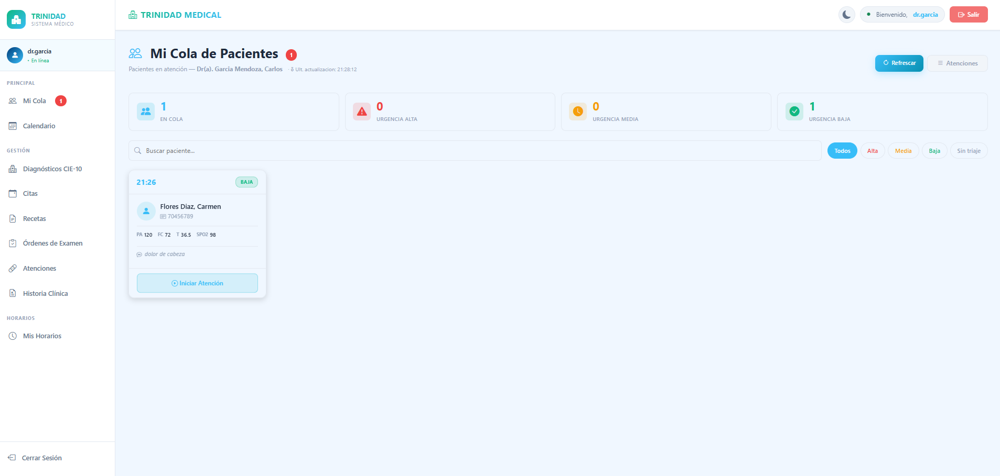 TRINIDAD
SISTEMA MÉDICO
dr.garcia
• En línea
PRINCIPAL
Mi Cola 1
Calendario
GESTIÓN
Diagnósticos CIE-10
Citas
Recetas
Órdenes de Examen
Atenciones
Historia Clínica
HORARIOS
Mis Horarios
Cerrar Sesión
TRINIDAD MEDICAL
Bienvenido, dr.garcia
Salir
Mi Cola de Pacientes 1
Pacientes en atención — Dr(a). Garcia Mendoza, Carlos · Ult. actualizacion: 21:28:12
Refrescar
Atenciones
1
EN COLA
0
URGENCIA ALTA
0
URGENCIA MEDIA
1
URGENCIA BAJA
Buscar paciente...
Todos Alta Media Baja Sin triaje
21:26 BAJA
Flores Diaz, Carmen
70456789
PA 120 FC 72 T 36.5 SPO2 98
dolor de cabeza
Iniciar Atención